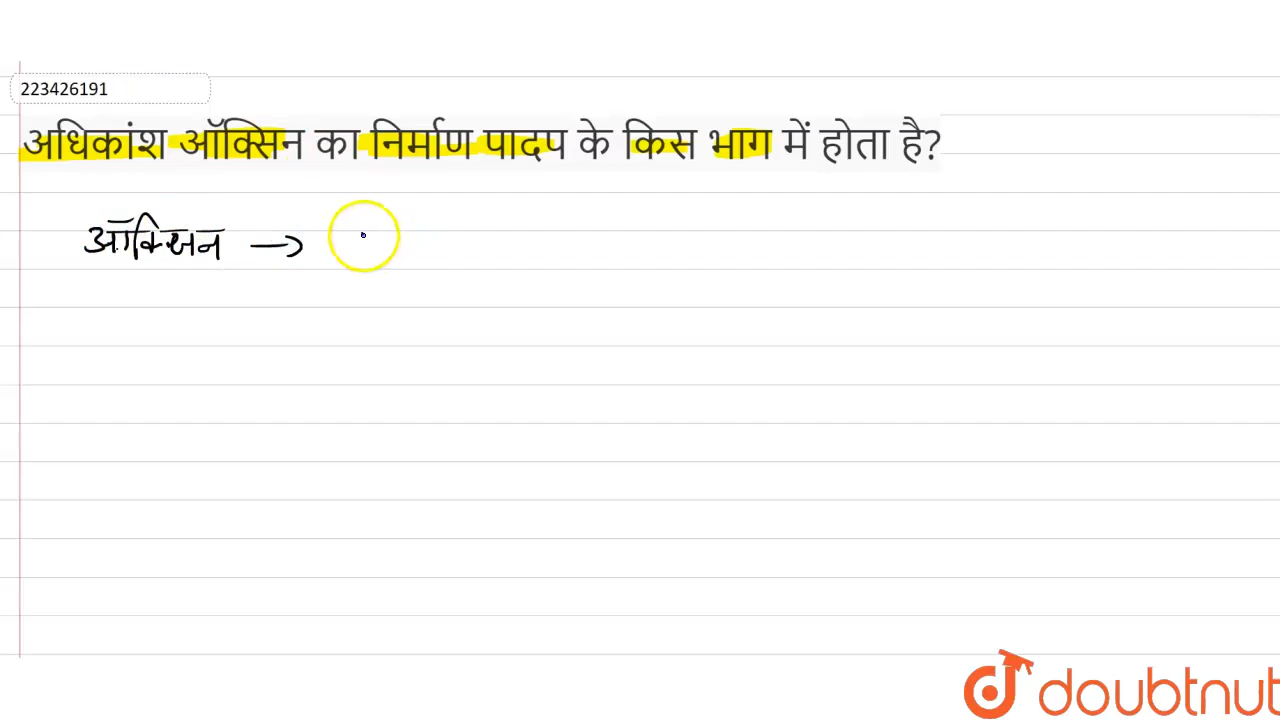 223426191
अधिकांश ऑक्सिन का निर्माण पादप के किस भाग में होता है?
ऑक्सिन →
doubtnut